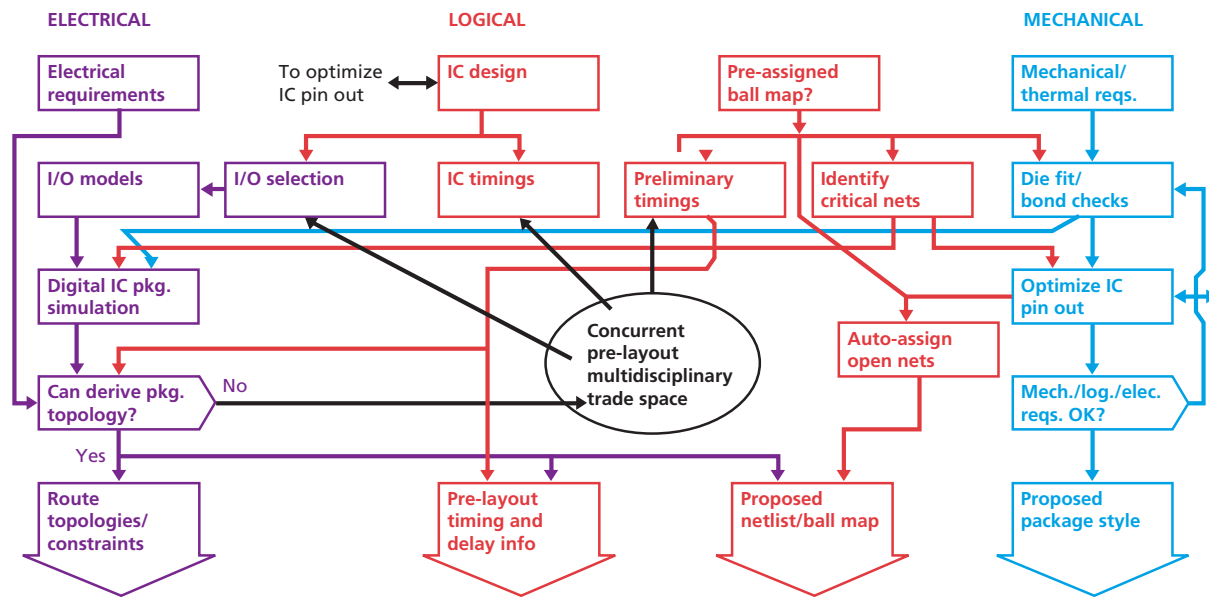 ELECTRICAL
LOGICAL
MECHANICAL
Electrical
requirements
To optimize
IC pin out
IC design
Pre-assigned
ball map?
Mechanical/
thermal reqs.
I/O models
I/O selection
IC timings
Preliminary
timings
Identify
critical nets
Die fit/
bond checks
Digital IC pkg.
simulation
Concurrent
pre-layout
multidisciplinary
trade space
Auto-assign
open nets
Optimize IC
pin out
Can derive pkg.
topology?
No
Yes
Mech./log./elec.
reqs. OK?
Route
topologies/
constraints
Pre-layout
timing and
delay info
Proposed
netlist/ball map
Proposed
package style